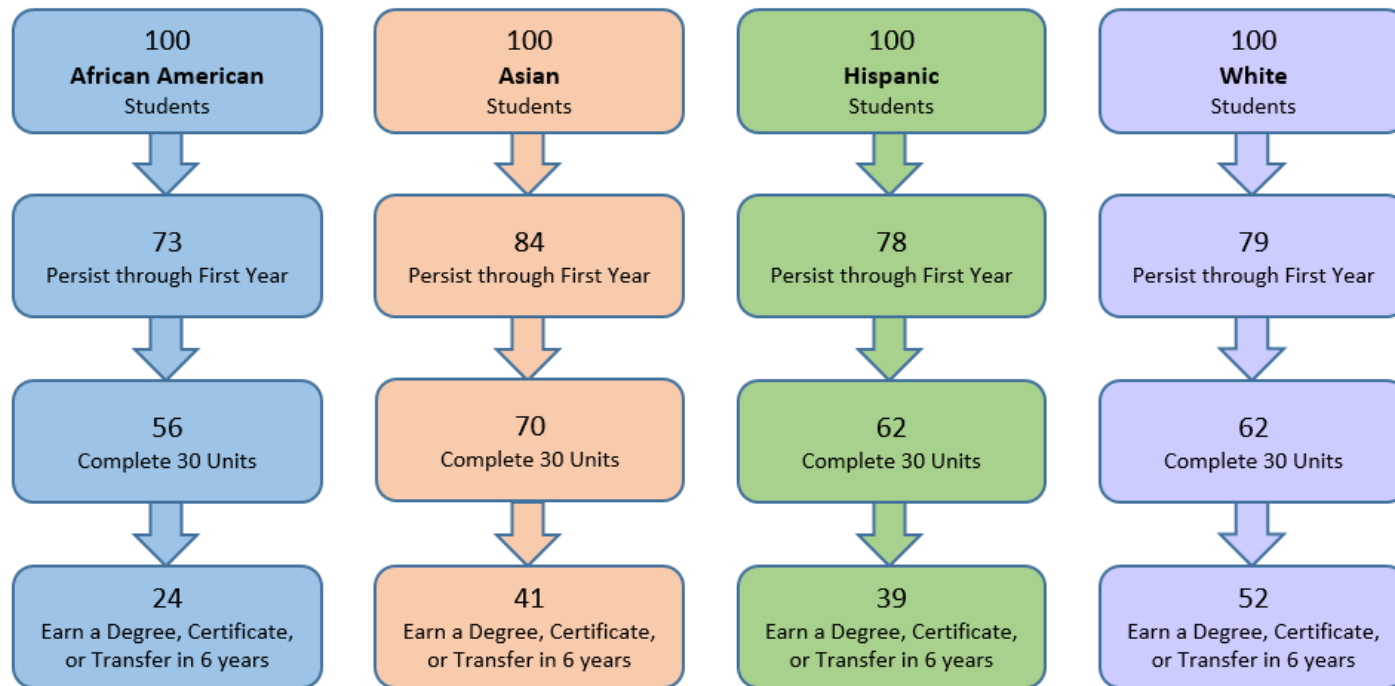 100
African American
Students
100
Asian
Students
100
Hispanic
Students
100
White
Students
73
Persist through First Year
84
Persist through First Year
78
Persist through First Year
79
Persist through First Year
56
Complete 30 Units
70
Complete 30 Units
62
Complete 30 Units
62
Complete 30 Units
24
Earn a Degree, Certificate,
or Transfer in 6 years
41
Earn a Degree, Certificate,
or Transfer in 6 years
39
Earn a Degree, Certificate,
or Transfer in 6 years
52
Earn a Degree, Certificate,
or Transfer in 6 years